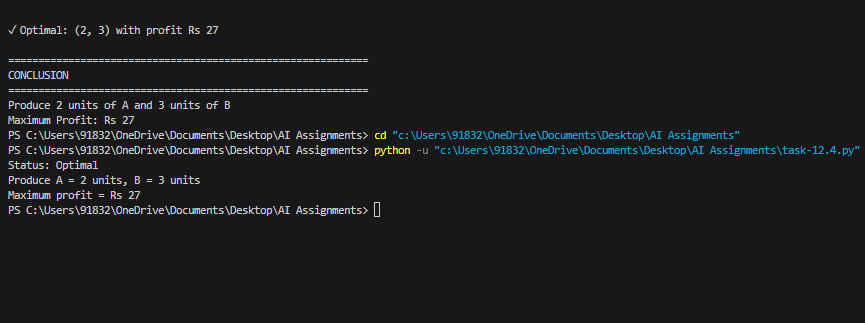 ✓ Optimal: (2, 3) with profit Rs 27
============================================================
CONCLUSION
============================================================
Produce 2 units of A and 3 units of B
Maximum Profit: Rs 27
PS C:\Users\91832\OneDrive\Documents\Desktop\AI Assignments> cd "c:\Users\91832\OneDrive\Documents\Desktop\AI Assignments"
PS C:\Users\91832\OneDrive\Documents\Desktop\AI Assignments> python -u "c:\Users\91832\OneDrive\Documents\Desktop\AI Assignments\task-12.4.py"
Status: Optimal
Produce A = 2 units, B = 3 units
Maximum profit = Rs 27
PS C:\Users\91832\OneDrive\Documents\Desktop\AI Assignments>